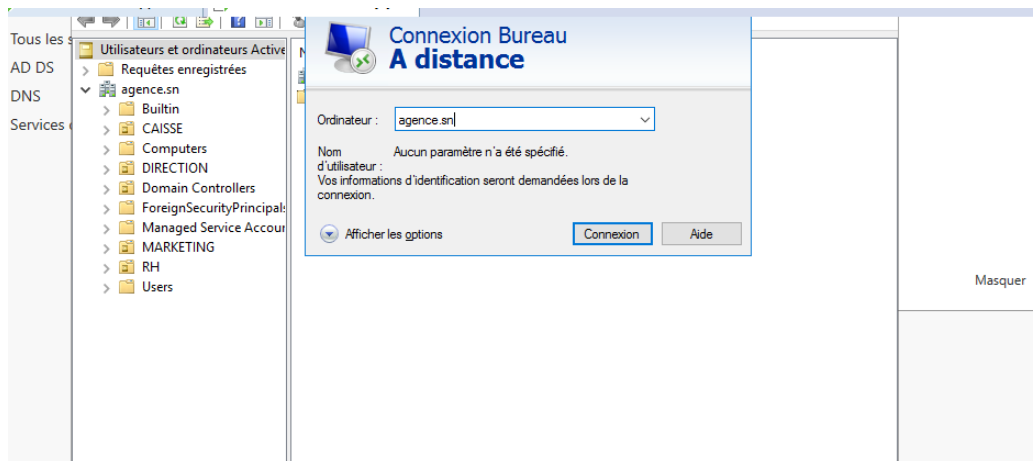 Tous les s
AD DS
DNS
Services
Utilisateurs et ordinateurs Active
Requêtes enregistrées
agence.sn
Builtin
CAISSE
Computers
DIRECTION
Domain Controllers
ForeignSecurityPrincipals
Managed Service Accour
MARKETING
RH
Users
Connexion Bureau
A distance
Ordinateur :
agence.sn
Nom
d'utilisateur :
Aucun paramètre n'a été spécifié.
Vos informations d'identification seront demandées lors de la
connexion.
Afficher les options
Connexion
Aide
Masquer